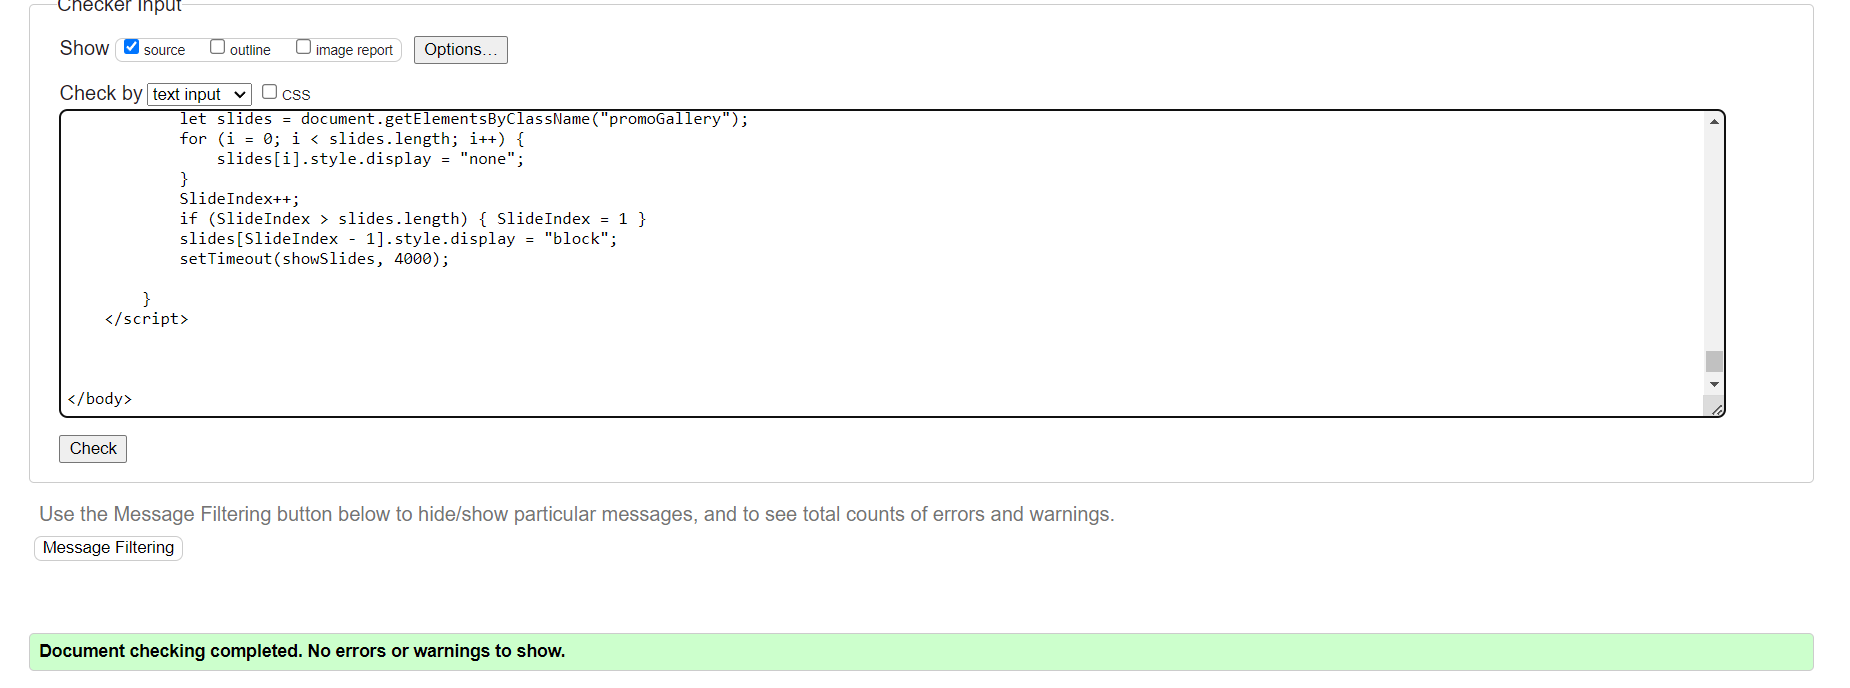 Checker Input
Show source outline image report Options...
Check by text input CSS
let slides = document.getElementsByClassName("promoGallery");
for (i = 0; i < slides.length; i++) {
slides[i].style.display = "none";
}
SlideIndex++;
if (SlideIndex > slides.length) { SlideIndex = 1 }
slides[SlideIndex - 1].style.display = "block";
setTimeout(showSlides, 4000);
}
</script>
</body>
Check
Use the Message Filtering button below to hide/show particular messages, and to see total counts of errors and warnings.
Message Filtering
Document checking completed. No errors or warnings to show.